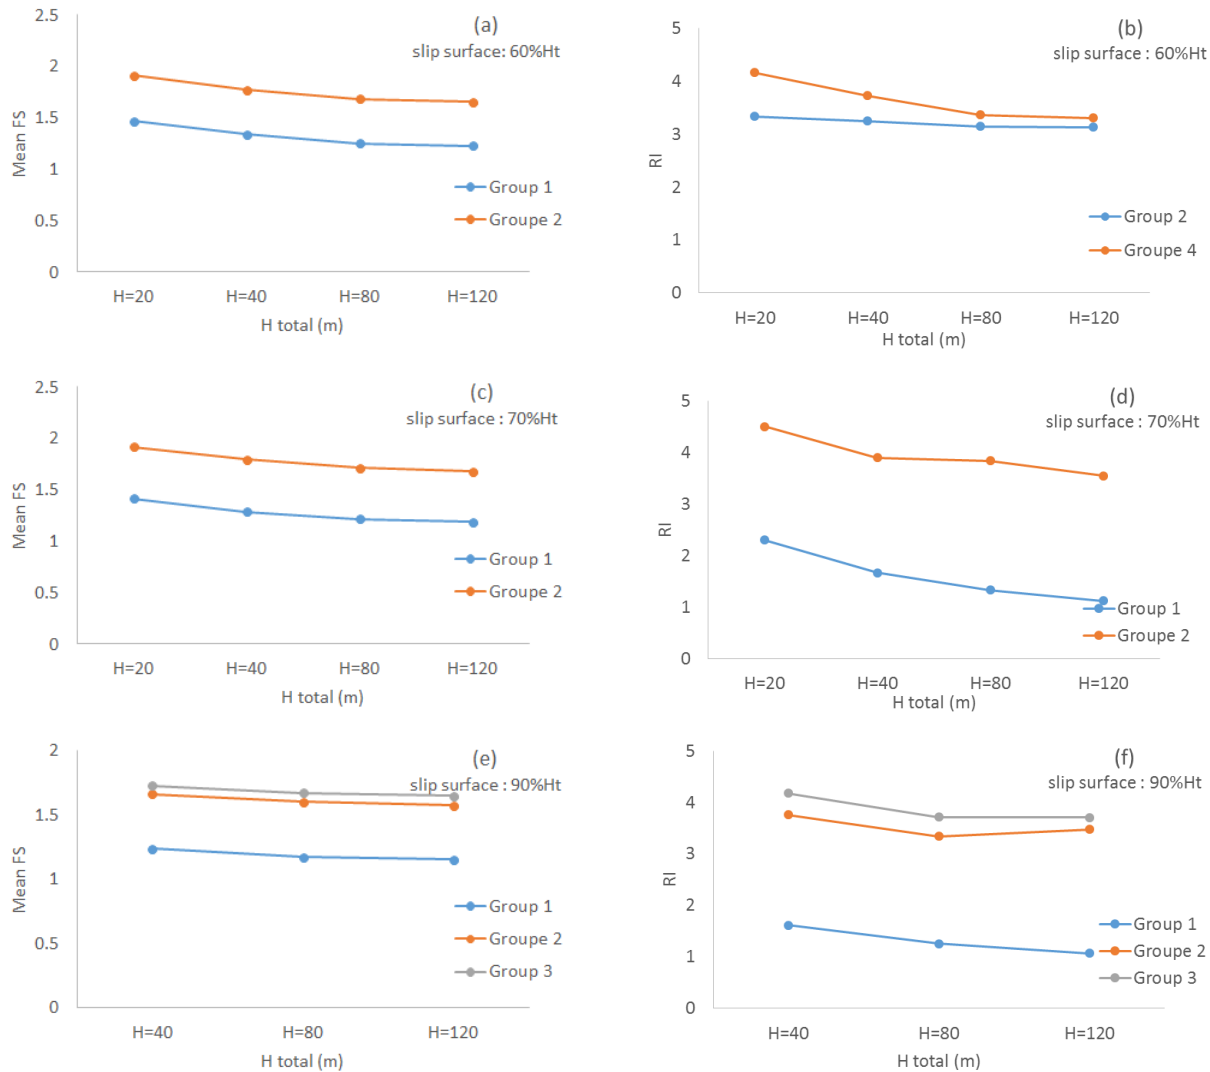 (a)
slip surface: 60%Ht
2.5
2
1.5
1
0.5
0
Mean FS
Group 1
Groupe 2
H=20 H=40 H=80 H=120
H total (m)
(b)
slip surface : 60%Ht
5
4
3
2
1
0
RI
Group 2
Groupe 4
H=20 H=40 H=80 H=120
H total (m)
(c)
slip surface : 70%Ht
2.5
2
1.5
1
0.5
0
Mean FS
Group 1
Groupe 2
H=20 H=40 H=80 H=120
H total (m)
(d)
slip surface : 70%Ht
5
4
3
2
1
0
RI
Group 1
Groupe 2
H=20 H=40 H=80 H=120
H total (m)
(e)
slip surface : 90%Ht
2
1.5
1
0.5
0
Mean FS
Group 1
Groupe 2
Group 3
H=40 H=80 H=120
H total (m)
(f)
slip surface : 90%Ht
5
4
3
2
1
0
RI
Group 1
Groupe 2
Group 3
H=40 H=80 H=120
H total (m)